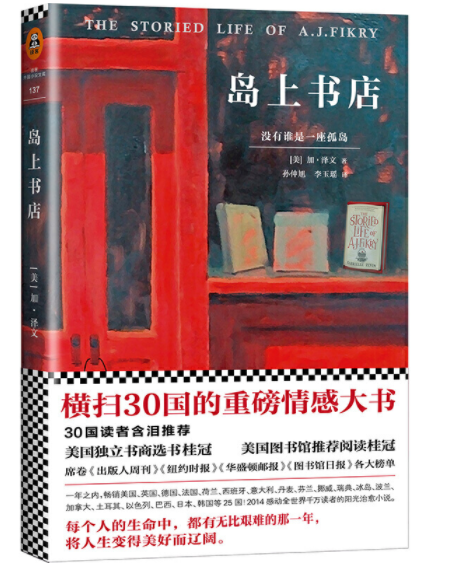 THE STORIED LIFE OF A.J.FIKRY
岛上书店
没有谁是一座孤岛
[美] 加·泽文 著
孙仲旭 李玉瑶 译
THE
STORIED
LIFE OF
A.J.FIKRY
137
岛上书店
[美] 加·泽文
横扫30国的重磅情感大书
30国读者含泪推荐
美国独立书商选书桂冠 美国图书馆推荐阅读桂冠
席卷《出版人周刊》《纽约时报》《华盛顿邮报》《图书馆日报》各大榜单
一年之内，畅销美国、英国、德国、法国、荷兰、西班牙、意大利、丹麦、芬兰、挪威、瑞典、冰岛、波兰、
加拿大、土耳其、以色列、巴西、日本、韩国等 25 国！2014 感动全世界千万读者的阳光治愈小说。
每个人的生命中，都有无比艰难的那一年，
将人生变得美好而辽阔。